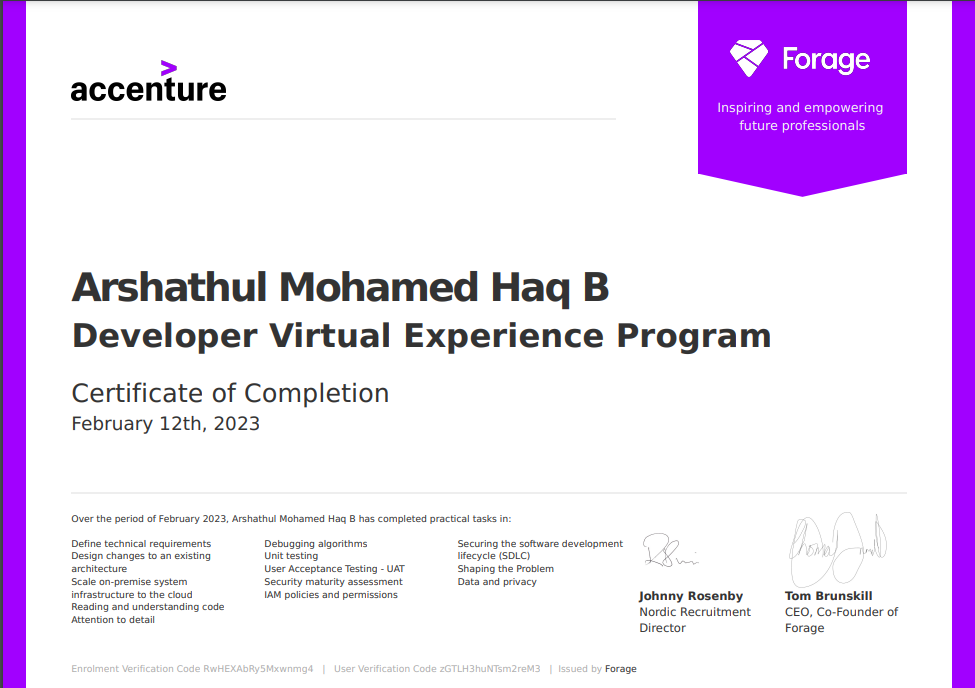 accenture
Forage
Inspiring and empowering
future professionals
Arshathul Mohamed Haq B
Developer Virtual Experience Program
Certificate of Completion
February 12th, 2023
Over the period of February 2023, Arshathul Mohamed Haq B has completed practical tasks in:
Define technical requirements
Design changes to an existing
architecture
Scale on-premise system
infrastructure to the cloud
Reading and understanding code
Attention to detail
Debugging algorithms
Unit testing
User Acceptance Testing - UAT
Security maturity assessment
IAM policies and permissions
Securing the software development
lifecycle (SDLC)
Shaping the Problem
Data and privacy
Johnny Rosenby
Nordic Recruitment
Director
Tom Brunskill
CEO, Co-Founder of
Forage
Enrolment Verification Code RwHEXAbRy5Mxwnmg4 | User Verification Code zGTLH3huNTsm2reM3 | Issued by Forage